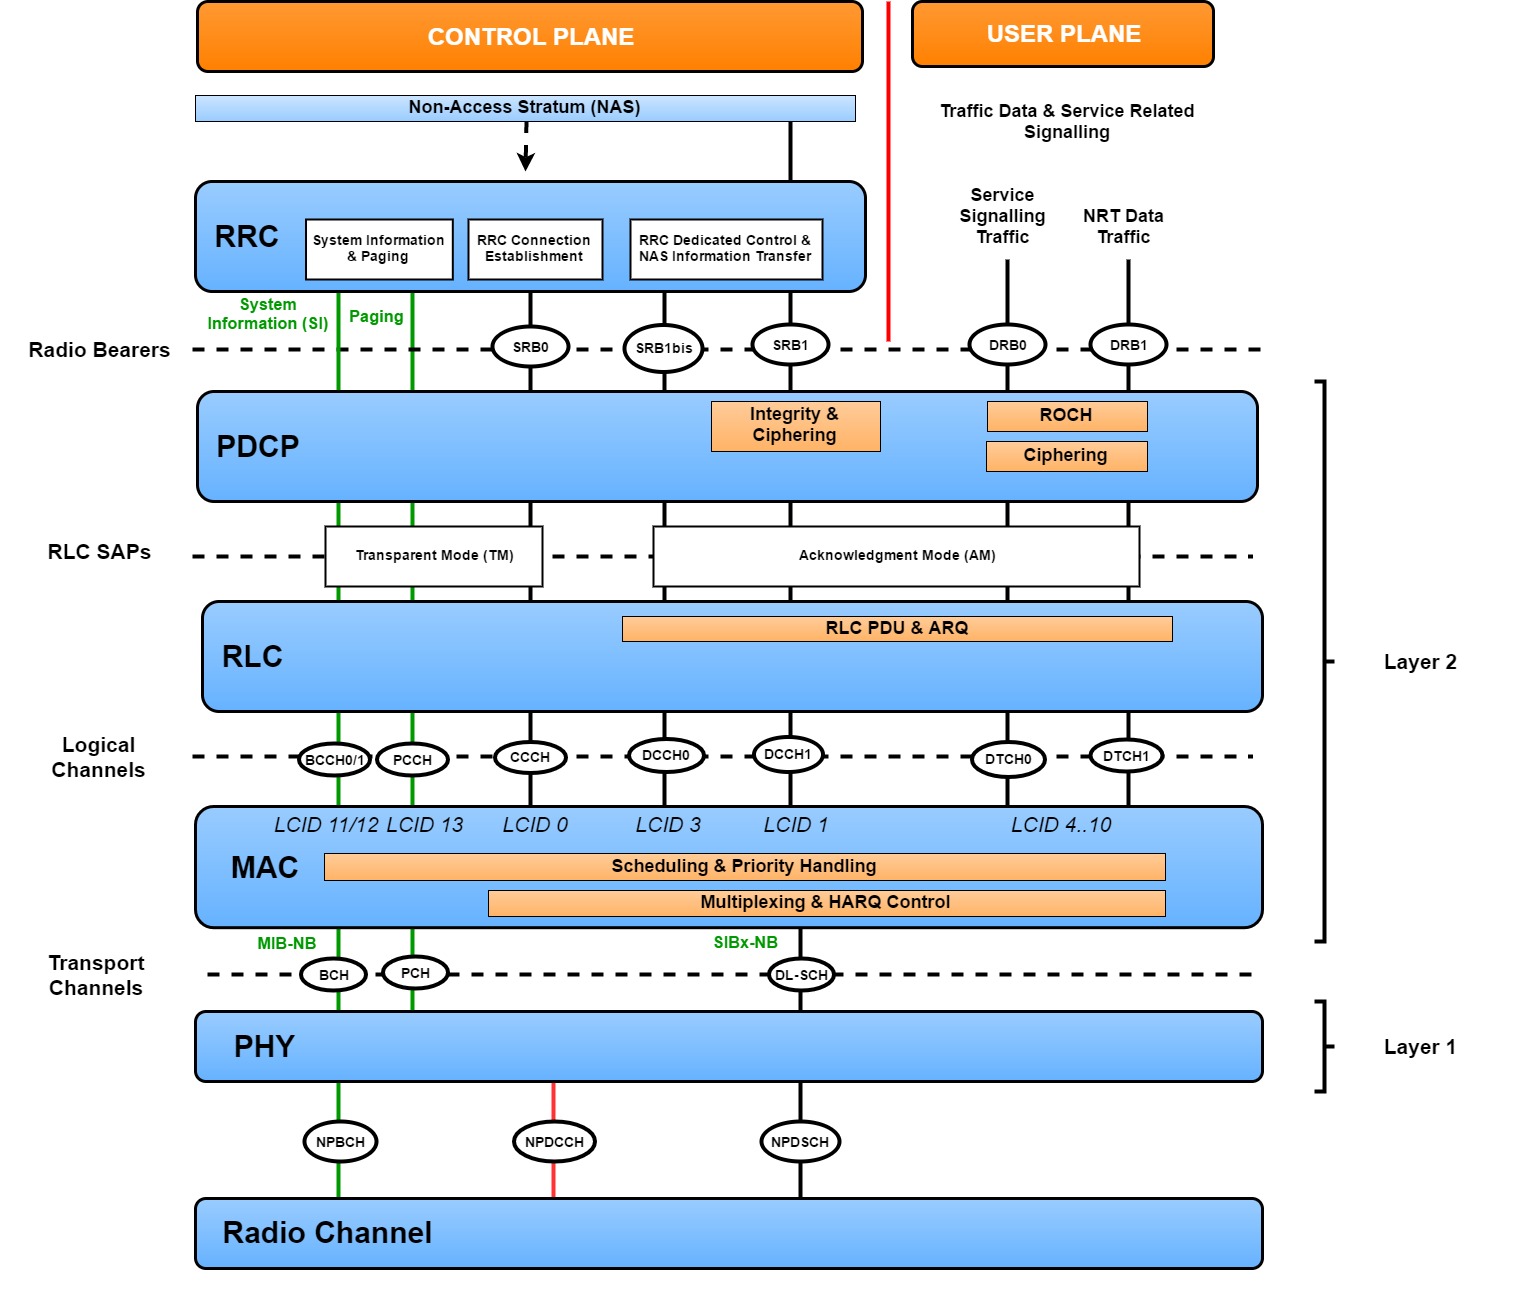 CONTROL PLANE
USER PLANE
Non-Access Stratum (NAS)
Traffic Data & Service Related
Signalling
Service
Signalling
Traffic
NRT Data
Traffic
RRC
System Information
& Paging
RRC Connection
Establishment
RRC Dedicated Control &
NAS Information Transfer
System
Information (SI)
Paging
Radio Bearers
SRB0
SRB1bis
SRB1
DRB0
DRB1
PDCP
Integrity &
Ciphering
ROCH
Ciphering
RLC SAPs
Transparent Mode (TM)
Acknowledgment Mode (AM)
RLC
RLC PDU & ARQ
Layer 2
Logical
Channels
BCCH0/1
PCCH
CCCH
DCCH0
DCCH1
DTCH0
DTCH1
LCID 11/12
LCID 13
LCID 0
LCID 3
LCID 1
LCID 4..10
MAC
Scheduling & Priority Handling
Multiplexing & HARQ Control
MIB-NB
SIBx-NB
Transport
Channels
BCH
PCH
DL-SCH
PHY
Layer 1
NPBCH
NPDCCH
NPDSCH
Radio Channel